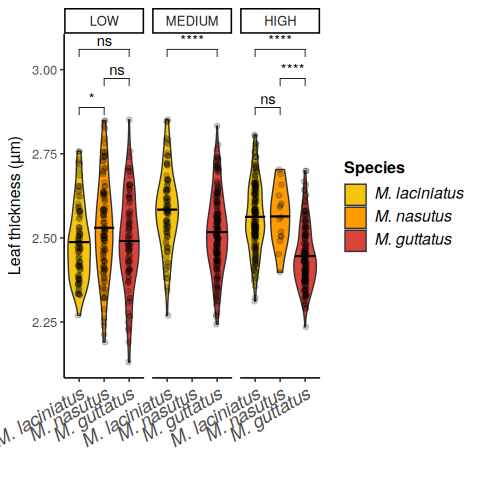 LOW MEDIUM HIGH
ns **** ****
ns ****
* ns
3.00
2.75
2.50
2.25
Leaf thickness (µm)
M. laciniatus M. nasutus M. guttatus M. laciniatus M. nasutus M. guttatus M. laciniatus M. nasutus M. guttatus
Species
M. laciniatus
M. nasutus
M. guttatus